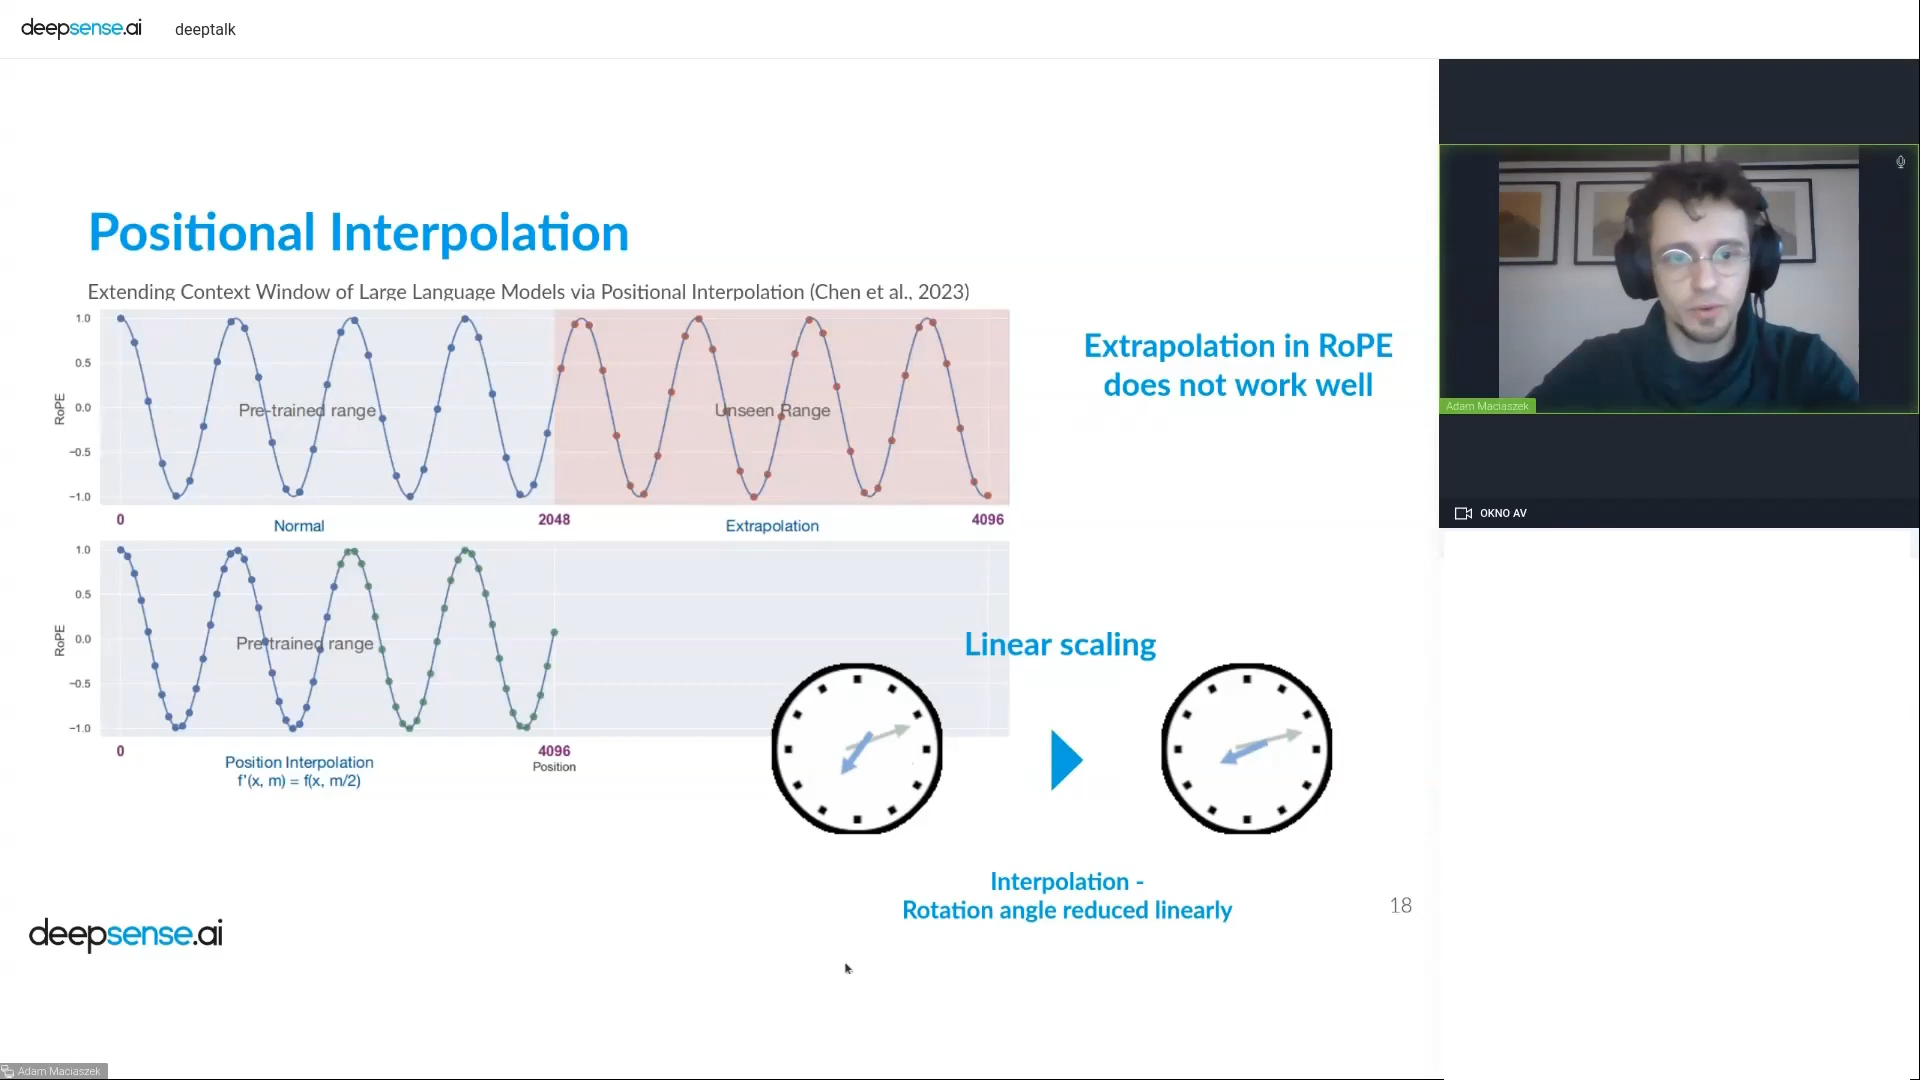 deepsense.ai
deeptalk
Positional Interpolation
Extending Context Window of Large Language Models via Positional Interpolation (Chen et al., 2023)
1.0
0.5
0.0
−0.5
−1.0
RoPE
Pre-trained range
Unseen Range
0
2048
4096
Normal
Extrapolation
Extrapolation in RoPE
does not work well
1.0
0.5
0.0
−0.5
−1.0
RoPE
Pre-trained range
0
4096
Position
Position Interpolation
f'(x, m) = f(x, m/2)
Linear scaling
Interpolation -
Rotation angle reduced linearly
18
deepsense.ai
Adam Maciaszek
OKNO AV
Adam Maciaszek